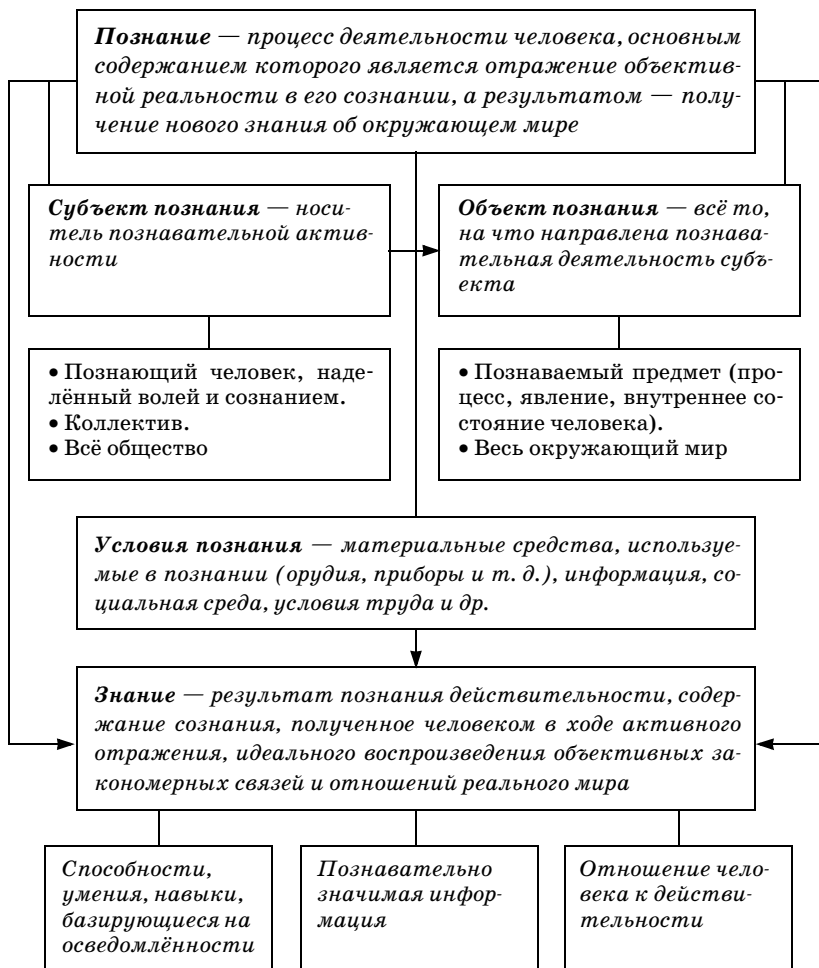 Познание — процесс деятельности человека, основным
содержанием которого является отражение объектив-
ной реальности в его сознании, а результатом — полу-
чение нового знания об окружающем мире
Субъект познания — носи-
тель познавательной актив-
ности
Объект познания — всё то,
на что направлена познава-
тельная деятельность субъ-
екта
• Познающий человек, наде-
лённый волей и сознанием.
• Коллектив.
• Всё общество
• Познаваемый предмет (про-
цесс, явление, внутреннее со-
стояние человека).
• Весь окружающий мир
Условия познания — материальные средства, используе-
мые в познании (орудия, приборы и т. д.), информация, со-
циальная среда, условия труда и др.
Знание — результат познания действительности, содер-
жание сознания, полученное человеком в ходе активного
отражения, идеального воспроизведения объективных за-
кономерных связей и отношений реального мира
Способности,
умения, навыки,
базирующиеся на
осведомлённости
Познавательно
значимая инфор-
мация
Отношение чело-
века к действи-
тельности